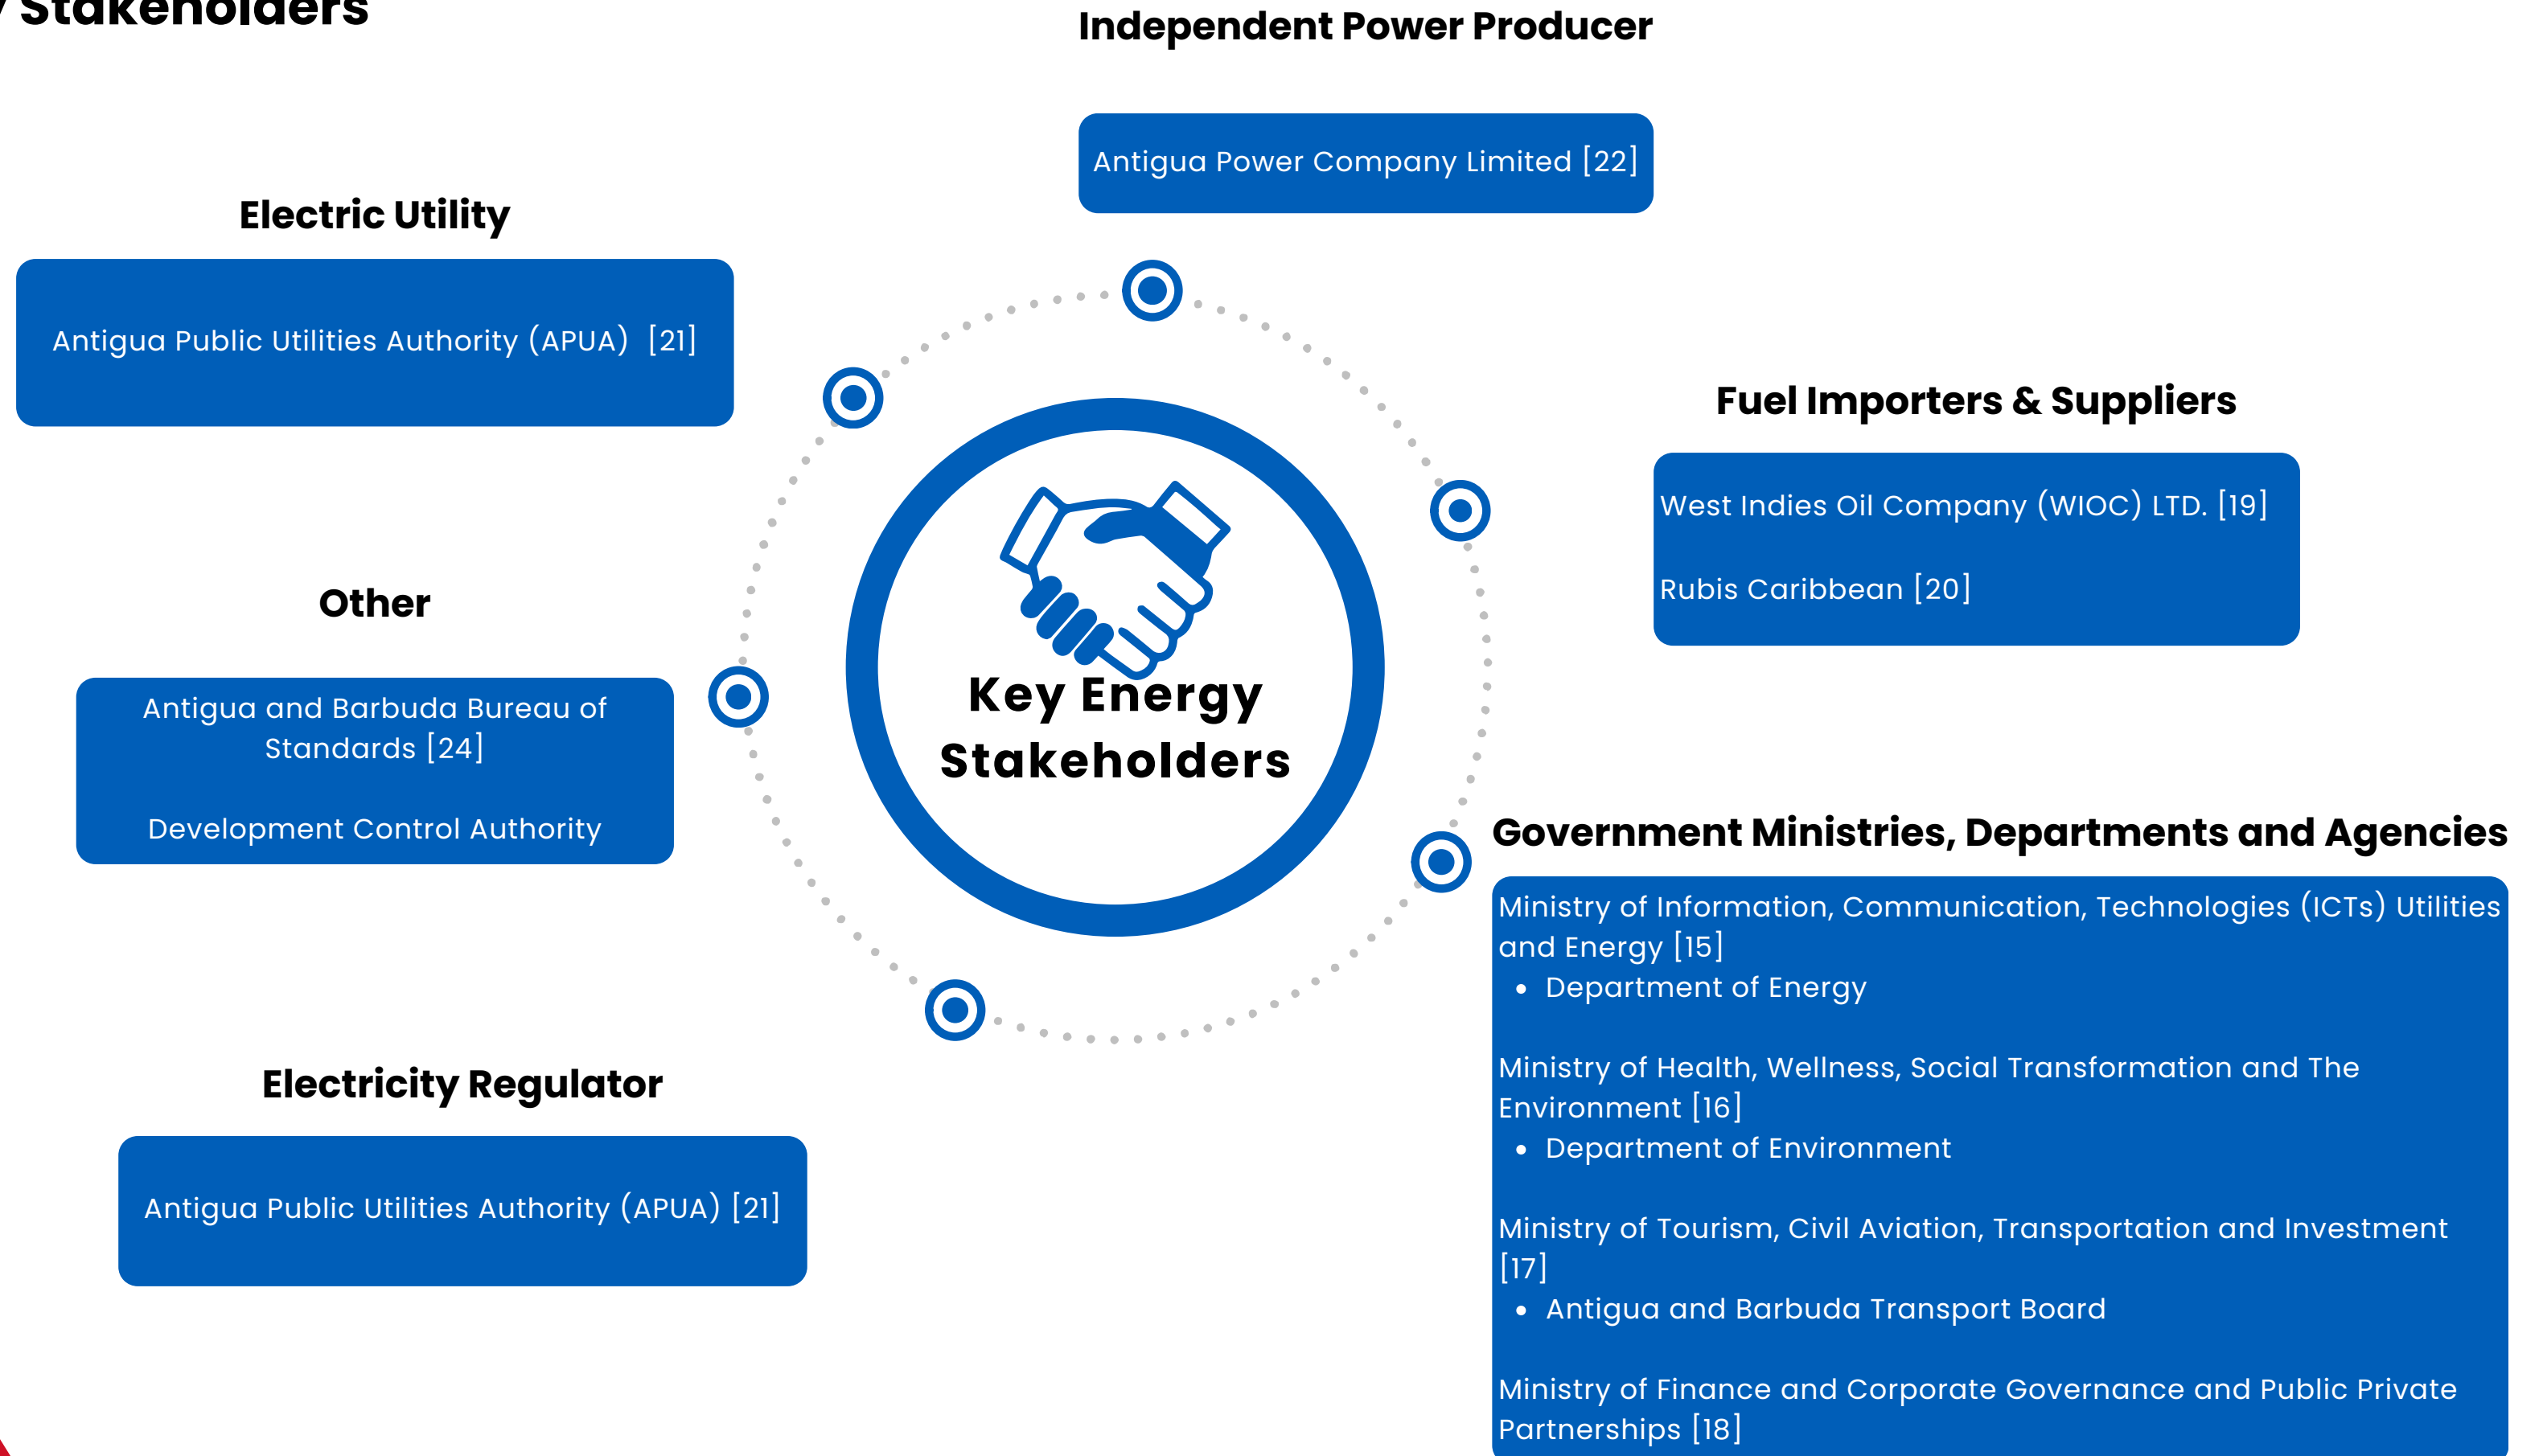 Stakeholders
Independent Power Producer
Antigua Power Company Limited [22]
Electric Utility
Antigua Public Utilities Authority (APUA) [21]
Fuel Importers & Suppliers
West Indies Oil Company (WIOC) LTD. [19]
Rubis Caribbean [20]
Other
Antigua and Barbuda Bureau of
Standards [24]
Development Control Authority
Key Energy
Stakeholders
Government Ministries, Departments and Agencies
Ministry of Information, Communication, Technologies (ICTs) Utilities
and Energy [15]
• Department of Energy
Ministry of Health, Wellness, Social Transformation and The
Environment [16]
• Department of Environment
Ministry of Tourism, Civil Aviation, Transportation and Investment
[17]
• Antigua and Barbuda Transport Board
Ministry of Finance and Corporate Governance and Public Private
Partnerships [18]
Electricity Regulator
Antigua Public Utilities Authority (APUA) [21]